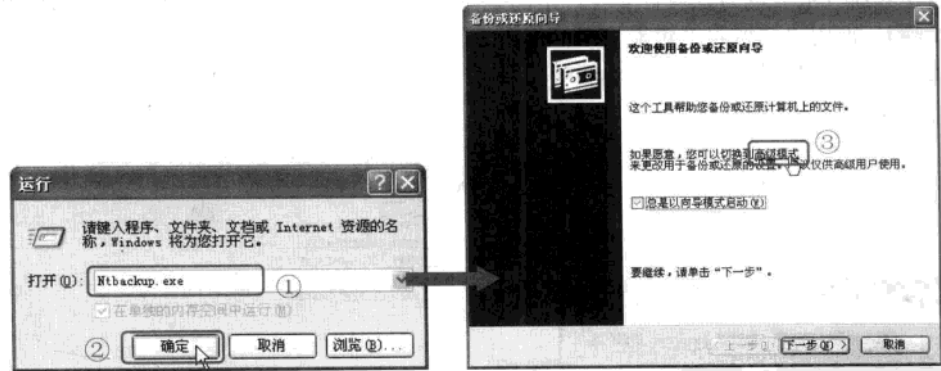 运行
请键入程序、文件夹、文档或 Internet 资源的名
称，Windows 将为您打开它。
打开(O):
Ntbackup.exe
①
在单独的内存空间中运行(M)
②
确定
取消
浏览(B)...
备份或还原向导
欢迎使用备份或还原向导
这个工具帮助您备份或还原计算机上的文件。
如果愿意，您可以切换到高级模式
③
来更改用于备份或还原的设置。 仅供高级用户使用。
总是以向导模式启动(W)
要继续，请单击“下一步”。
< 上一步(B)
下一步(N) >
取消